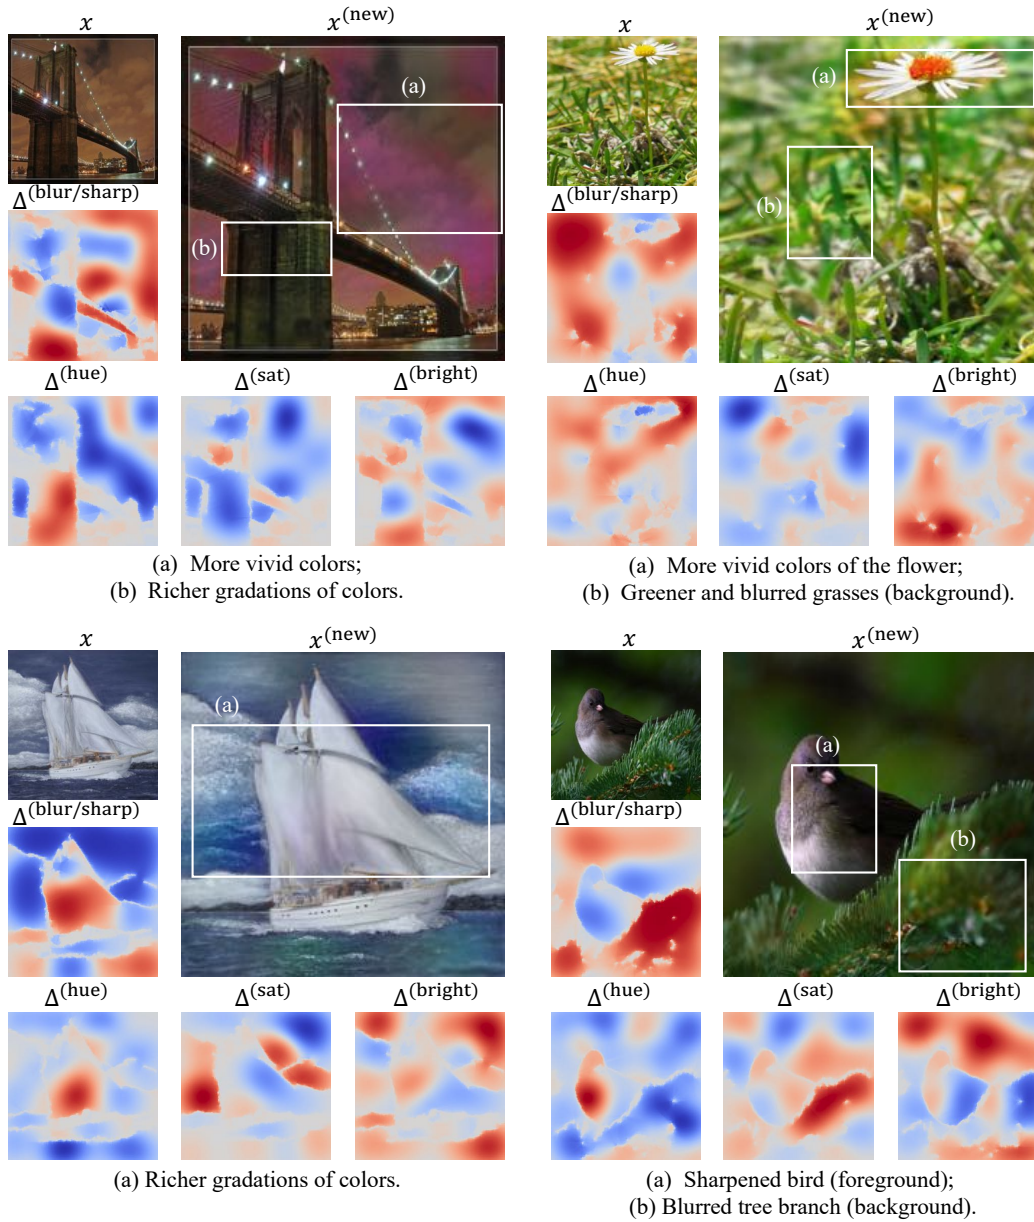 x
x(new)
(a)
(b)
Δ(blur/sharp)
Δ(hue)
Δ(sat)
Δ(bright)
(a) More vivid colors;
(b) Richer gradations of colors.
x
x(new)
(a)
(b)
Δ(blur/sharp)
Δ(hue)
Δ(sat)
Δ(bright)
(a) More vivid colors of the flower;
(b) Greener and blurred grasses (background).
x
x(new)
(a)
Δ(blur/sharp)
Δ(hue)
Δ(sat)
Δ(bright)
(a) Richer gradations of colors.
x
x(new)
(a)
(b)
Δ(blur/sharp)
Δ(hue)
Δ(sat)
Δ(bright)
(a) Sharpened bird (foreground);
(b) Blurred tree branch (background).